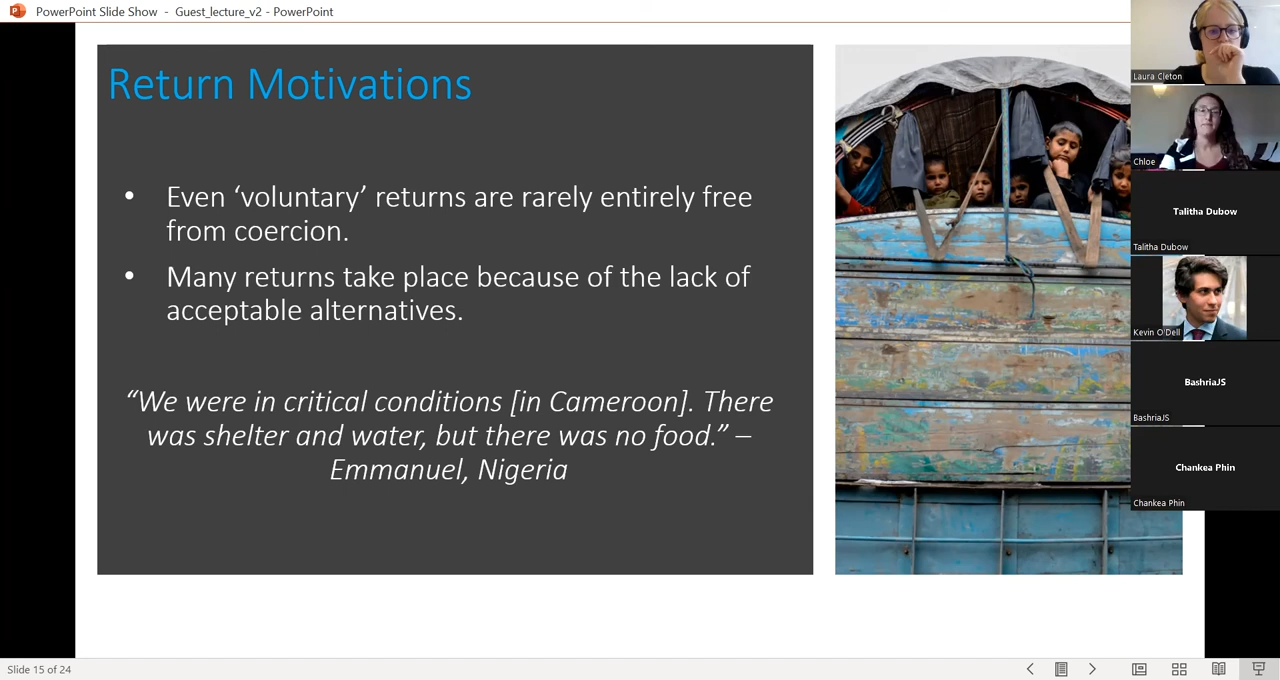 PowerPoint Slide Show - Guest_lecture_v2 - PowerPoint
Return Motivations
• Even ‘voluntary’ returns are rarely entirely free
from coercion.
• Many returns take place because of the lack of
acceptable alternatives.
“We were in critical conditions [in Cameroon]. There
was shelter and water, but there was no food.” –
Emmanuel, Nigeria
Laura Cleton
Chloe
Talitha Dubow
Talitha Dubow
Kevin O'Dell
BashriaJS
BashriaJS
Chankea Phin
Chankea Phin
Slide 15 of 24